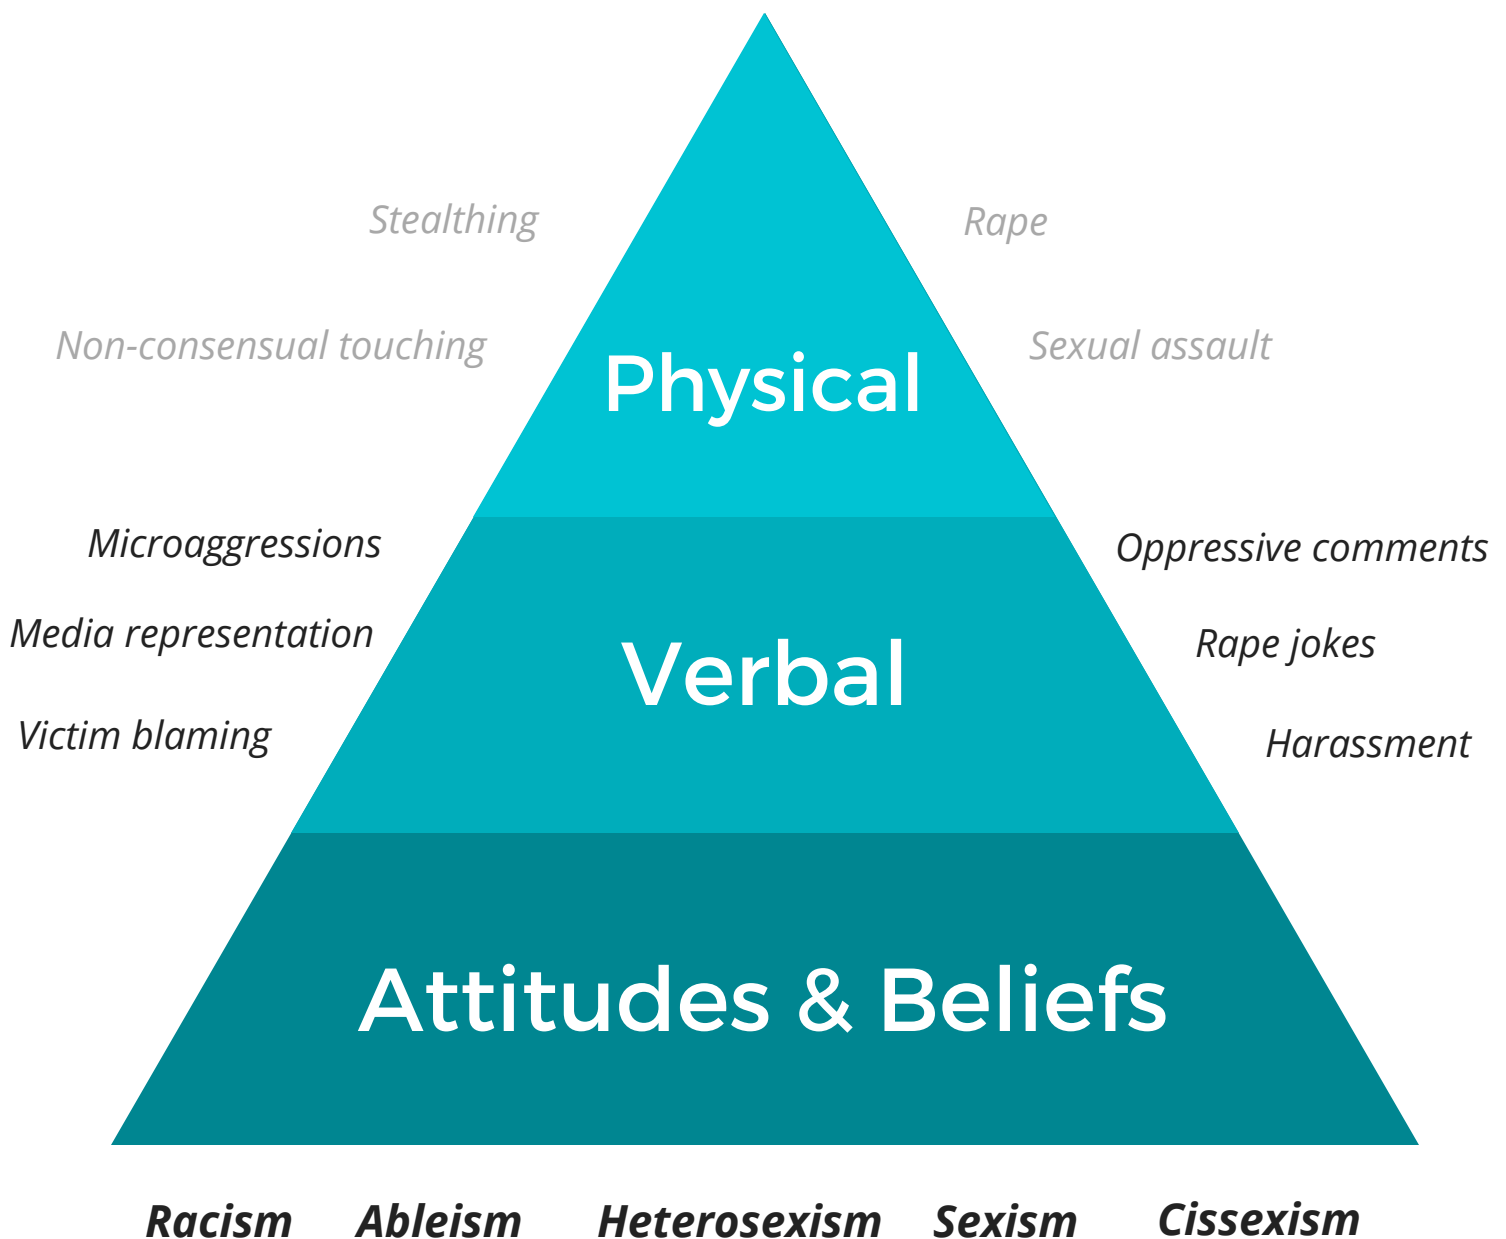 Stealthing
Rape
Non-consensual touching
Sexual assault
Physical
Microaggressions
Oppressive comments
Media representation
Rape jokes
Verbal
Victim blaming
Harassment
Attitudes & Beliefs
Racism Ableism Heterosexism Sexism Cissexism